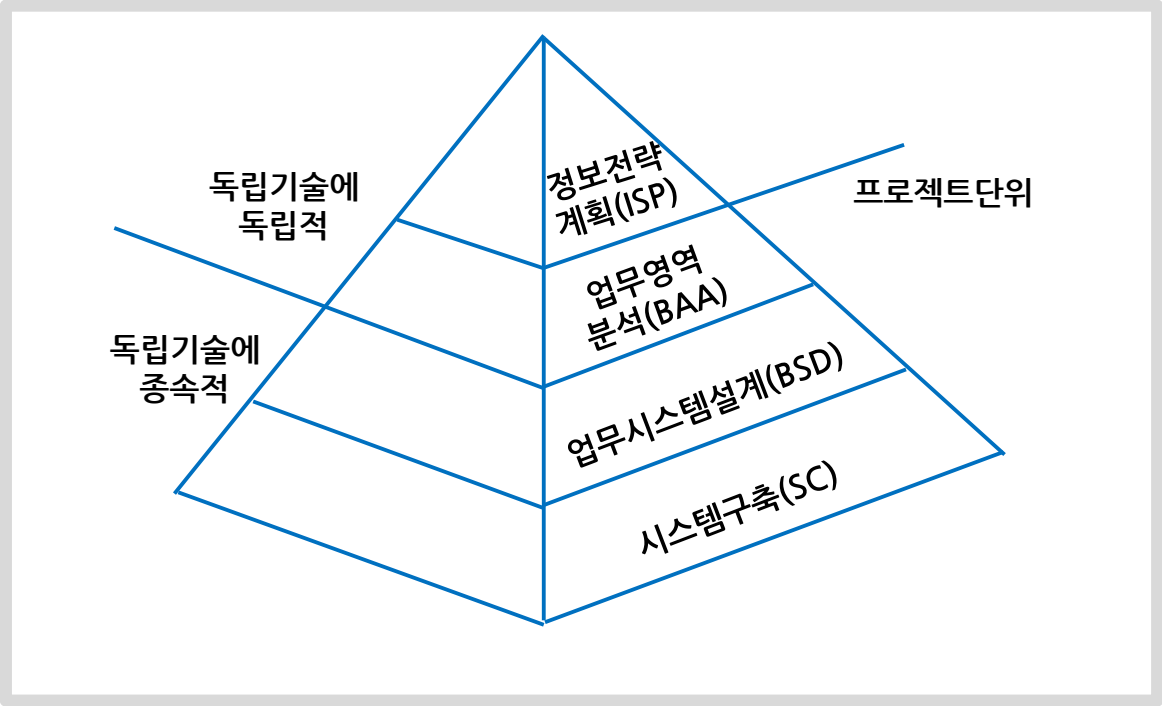 정보전략
계획(ISP)
독립기술에
독립적
프로젝트단위
업무영역
분석(BAA)
독립기술에
종속적
업무시스템설계(BSD)
시스템구축(SC)